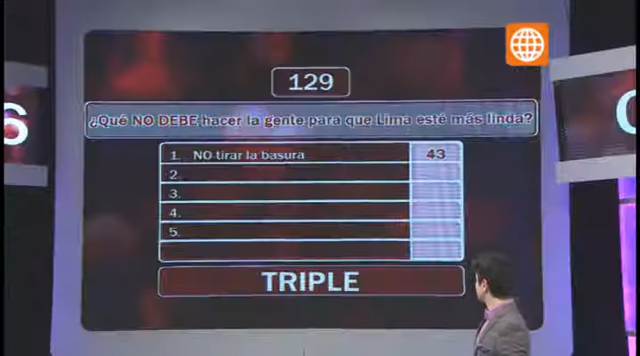 129
¿Qué NO DEBE hacer la gente para que Lima esté más linda?
1. NO tirar la basura 43
2.
3.
4.
5.
TRIPLE
6